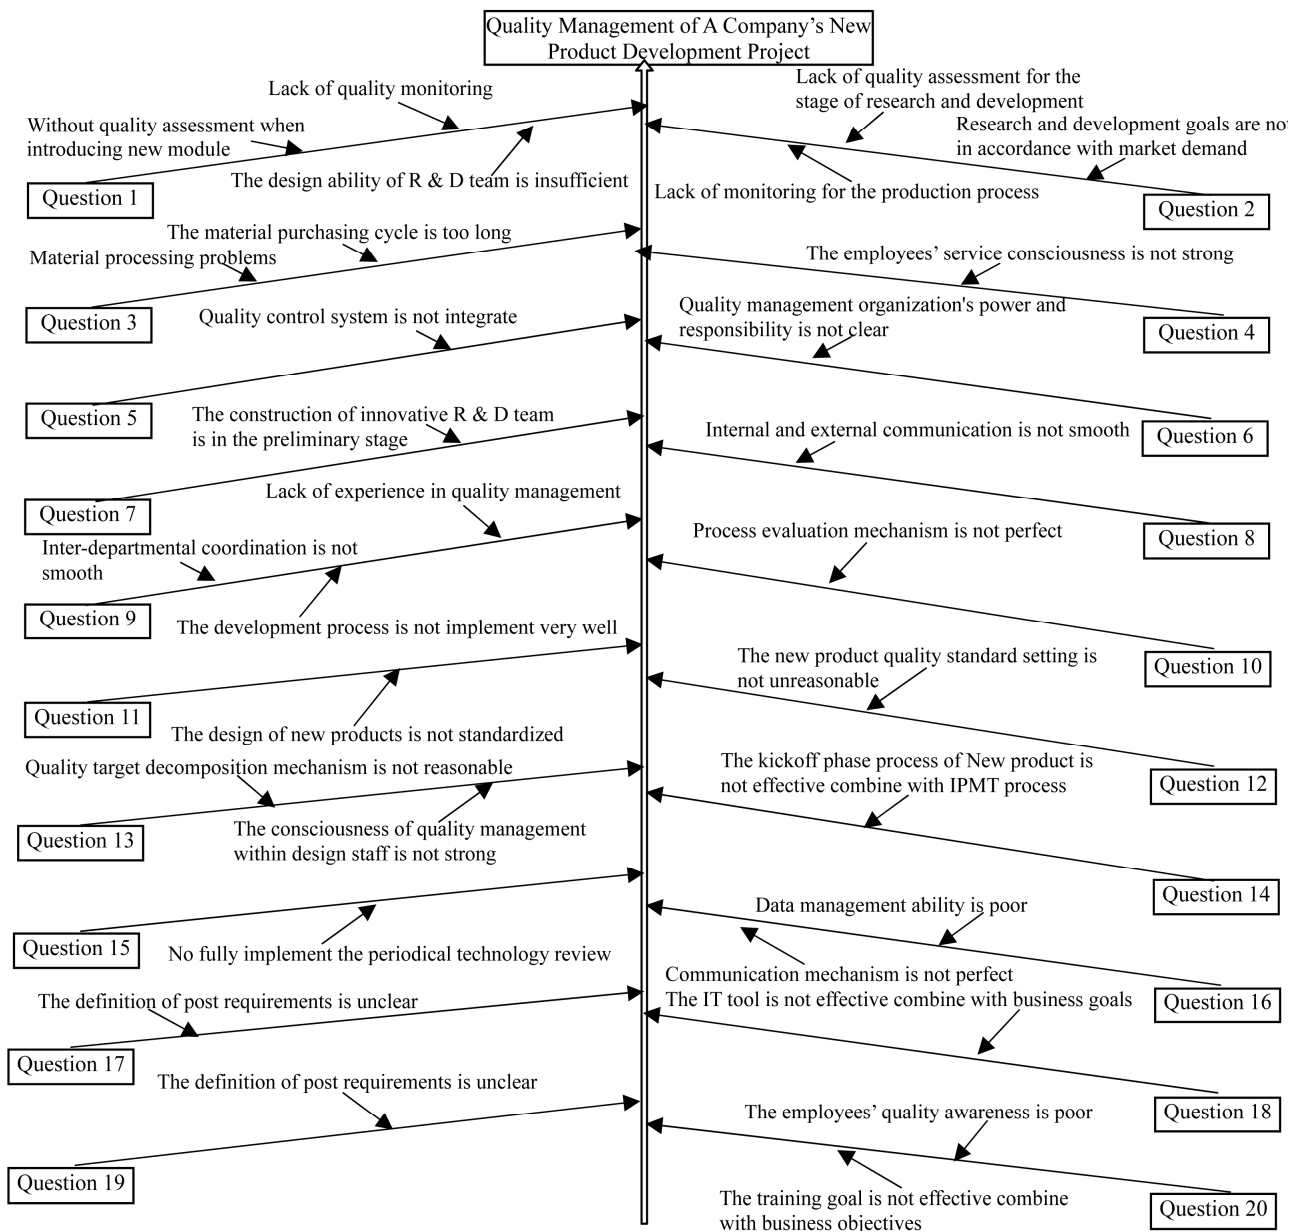 Quality Management of A Company's New
Product Development Project
Lack of quality monitoring
Without quality assessment when
introducing new module
The design ability of R & D team is insufficient
Question 1
Lack of quality assessment for the
stage of research and development
Research and development goals are no
in accordance with market demand
Lack of monitoring for the production process
Question 2
The material purchasing cycle is too long
Material processing problems
Question 3
The employees' service consciousness is not strong
Question 4
Quality control system is not integrate
Question 5
Quality management organization's power and
responsibility is not clear
Question 6
The construction of innovative R & D team
is in the preliminary stage
Question 7
Internal and external communication is not smooth
Question 8
Lack of experience in quality management
Inter-departmental coordination is not
smooth
The development process is not implement very well
Question 9
Process evaluation mechanism is not perfect
Question 10
The design of new products is not standardized
Question 11
The new product quality standard setting is
not unreasonable
Question 12
Quality target decomposition mechanism is not reasonable
The consciousness of quality management
within design staff is not strong
Question 13
The kickoff phase process of New product is
not effective combine with IPMT process
Question 14
No fully implement the periodical technology review
Question 15
Data management ability is poor
Communication mechanism is not perfect
Question 16
The definition of post requirements is unclear
Question 17
The IT tool is not effective combine with business goals
Question 18
The definition of post requirements is unclear
Question 19
The employees' quality awareness is poor
The training goal is not effective combine
with business objectives
Question 20